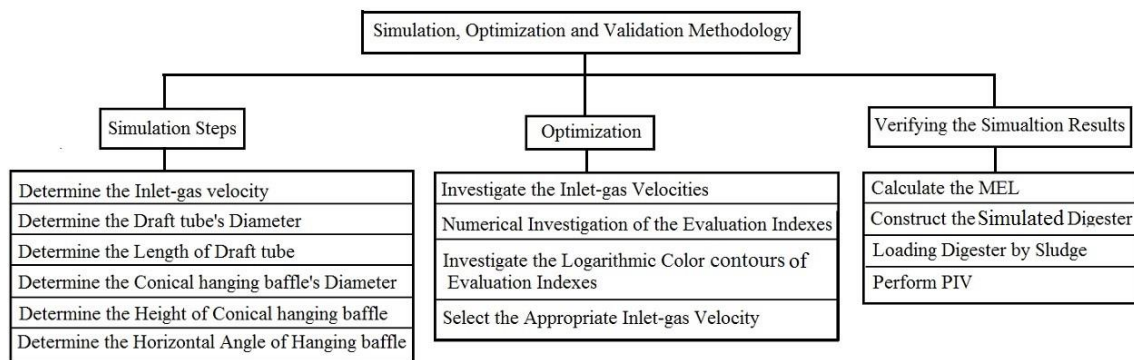 Simulation, Optimization and Validation Methodology
Simulation Steps
Determine the Inlet-gas velocity
Determine the Draft tube's Diameter
Determine the Length of Draft tube
Determine the Conical hanging baffle's Diameter
Determine the Height of Conical hanging baffle
Determine the Horizontal Angle of Hanging baffle
Optimization
Investigate the Inlet-gas Velocities
Numerical Investigation of the Evaluation Indexes
Investigate the Logarithmic Color contours of
Evaluation Indexes
Select the Appropriate Inlet-gas Velocity
Verifying the Simualtion Results
Calculate the MEL
Construct the Simulated Digester
Loading Digester by Sludge
Perform PIV